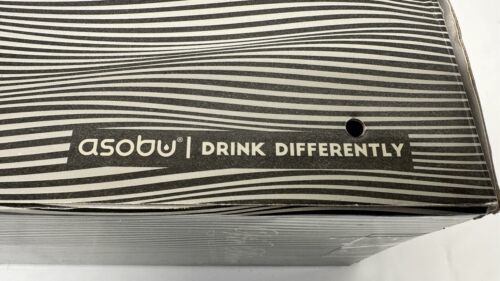 asobu® | DRINK DIFFERENTLY